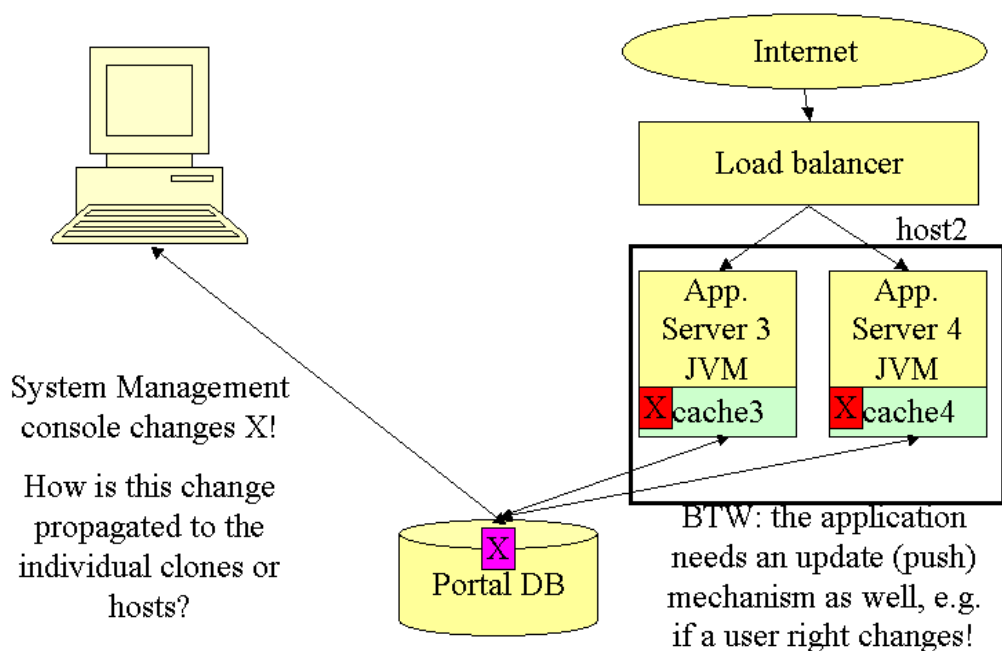 Internet
Load balancer
host2
App.
Server 3
JVM
X
cache3
App.
Server 4
JVM
X
cache4
System Management
console changes X!
How is this change
propagated to the
individual clones or
hosts?
X
Portal DB
BTW: the application
needs an update (push)
mechanism as well, e.g.
if a user right changes!